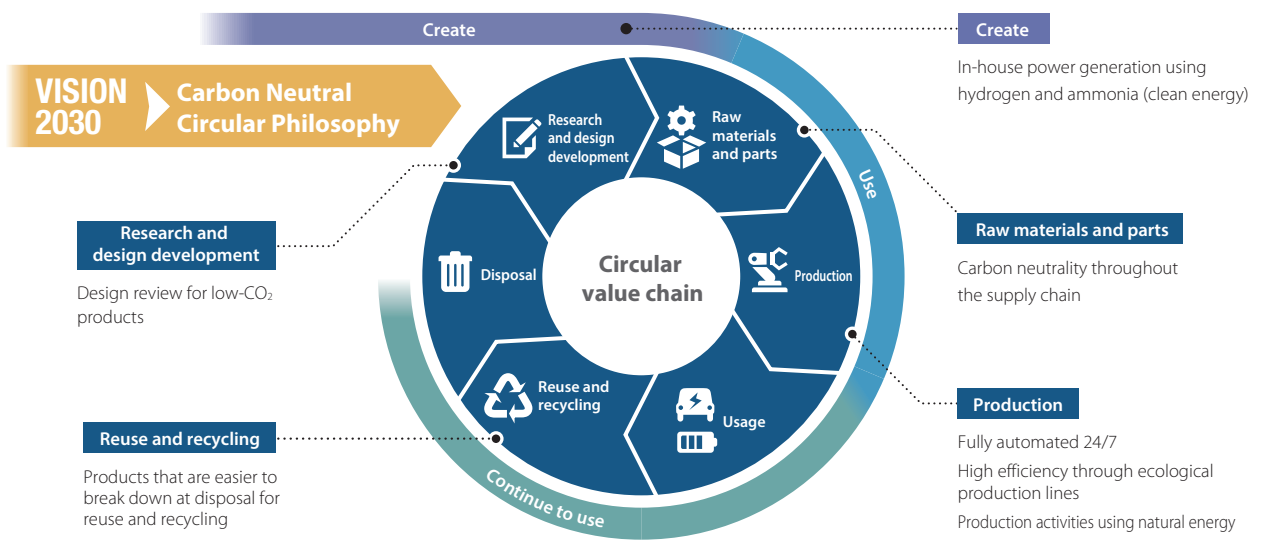 Create
VISION
2030
Carbon Neutral
Circular Philosophy
Create
In-house power generation using
hydrogen and ammonia (clean energy)
Research
and design
development
Raw
materials
and parts
Use
Research and
design development
Design review for low-CO₂
products
Disposal
Circular
value chain
Production
Raw materials and parts
Carbon neutrality throughout
the supply chain
Reuse and
recycling
Usage
Production
Fully automated 24/7
High efficiency through ecological
production lines
Production activities using natural energy
Reuse and recycling
Products that are easier to
break down at disposal for
reuse and recycling
Continue to use